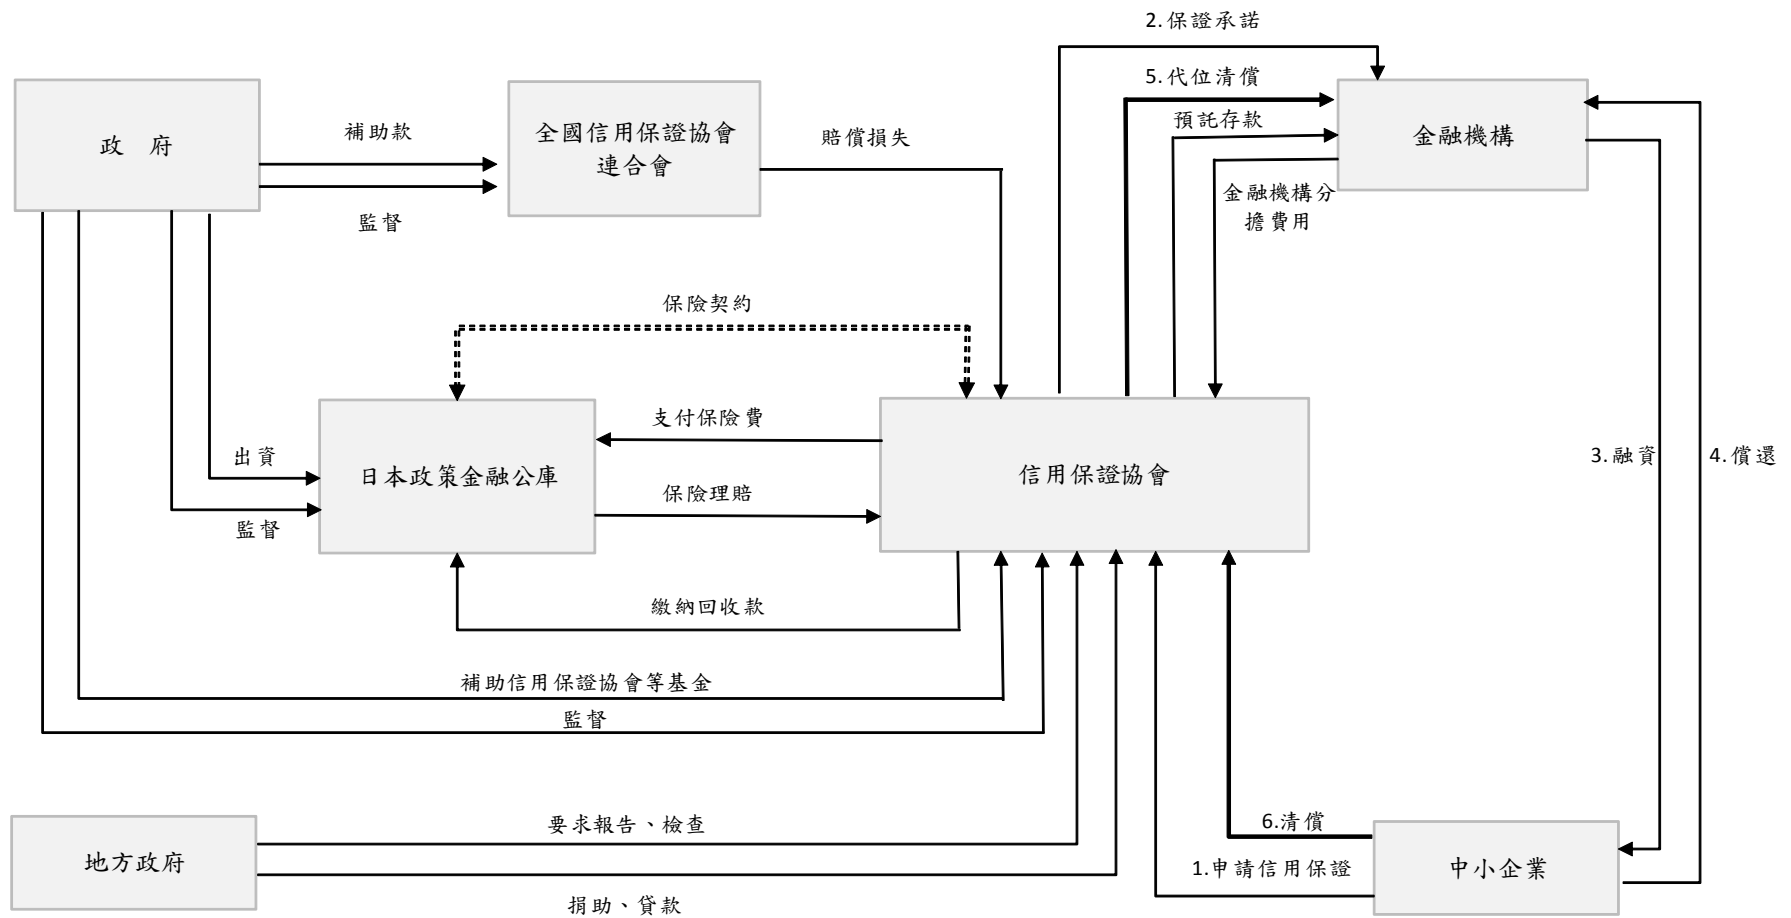 2.保證承諾
5.代位清償
政　府
補助款
監督
全國信用保證協會
連合會
賠償損失
預託存款
金融機構
金融機構分
擔費用
保險契約
出資
監督
日本政策金融公庫
支付保險費
保險理賠
信用保證協會
3.融資
4.償還
繳納回收款
補助信用保證協會等基金
監督
地方政府
要求報告、檢查
捐助、貸款
6.清償
1.申請信用保證
中小企業